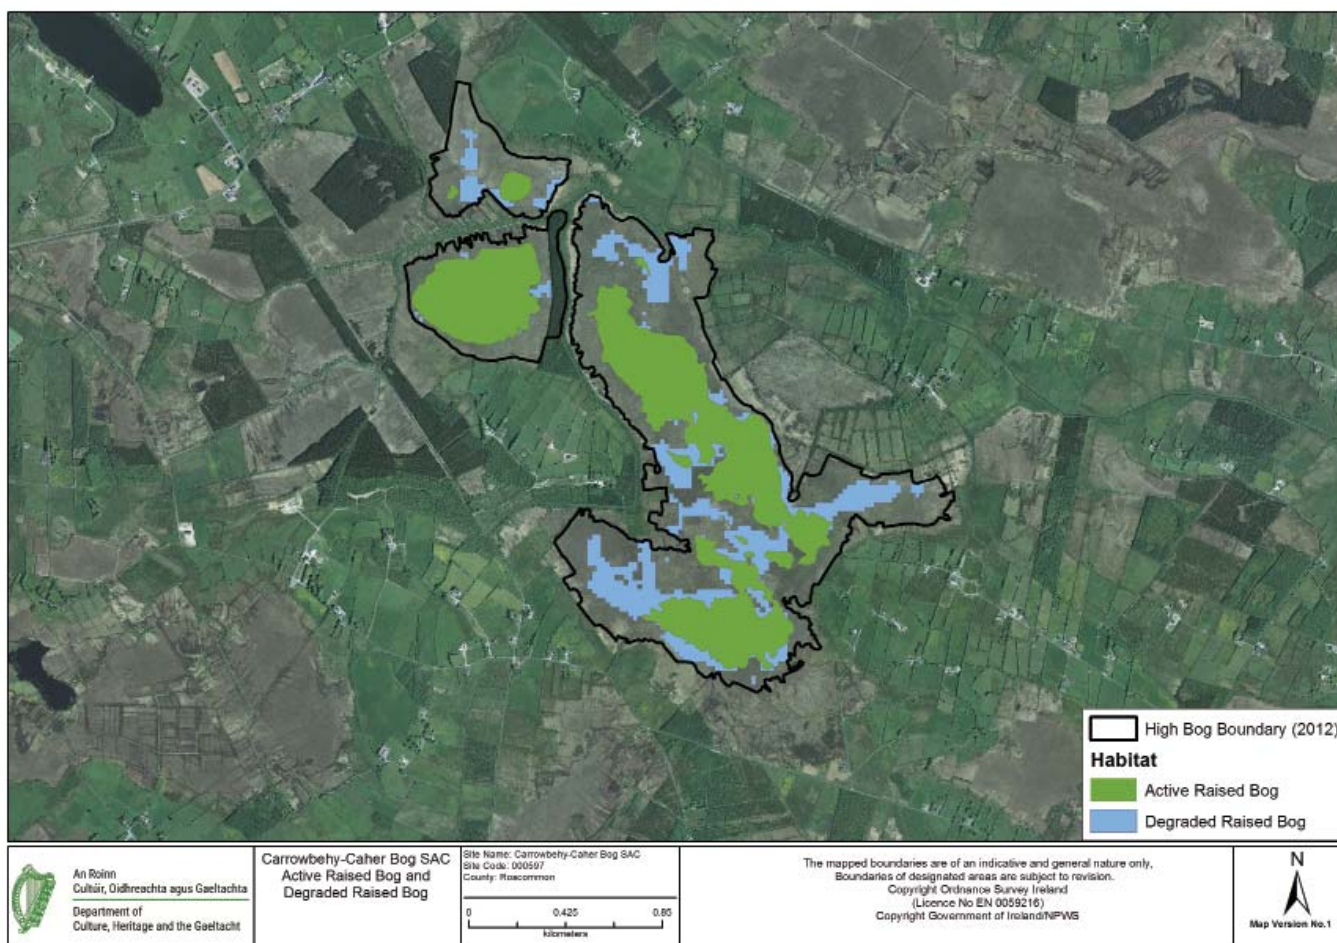 High Bog Boundary (2012)
Habitat
Active Raised Bog
Degraded Raised Bog
An Roinn
Cultúir, Oidhreachta agus Gaeltachta
Department of
Culture, Heritage and the Gaeltacht
Carrowbehy-Caher Bog SAC
Active Raised Bog and
Degraded Raised Bog
Site Name: Carrowbehy-Caher Bog SAC
Site Code: 000597
County: Roscommon
0 0.425 0.85
kilometers
The mapped boundaries are of an indicative and general nature only,
Boundaries of designated areas are subject to revision.
Copyright Ordnance Survey Ireland
(Licence No EN 0059216)
Copyright Government of Ireland/NPWS
N
Map Version No.1